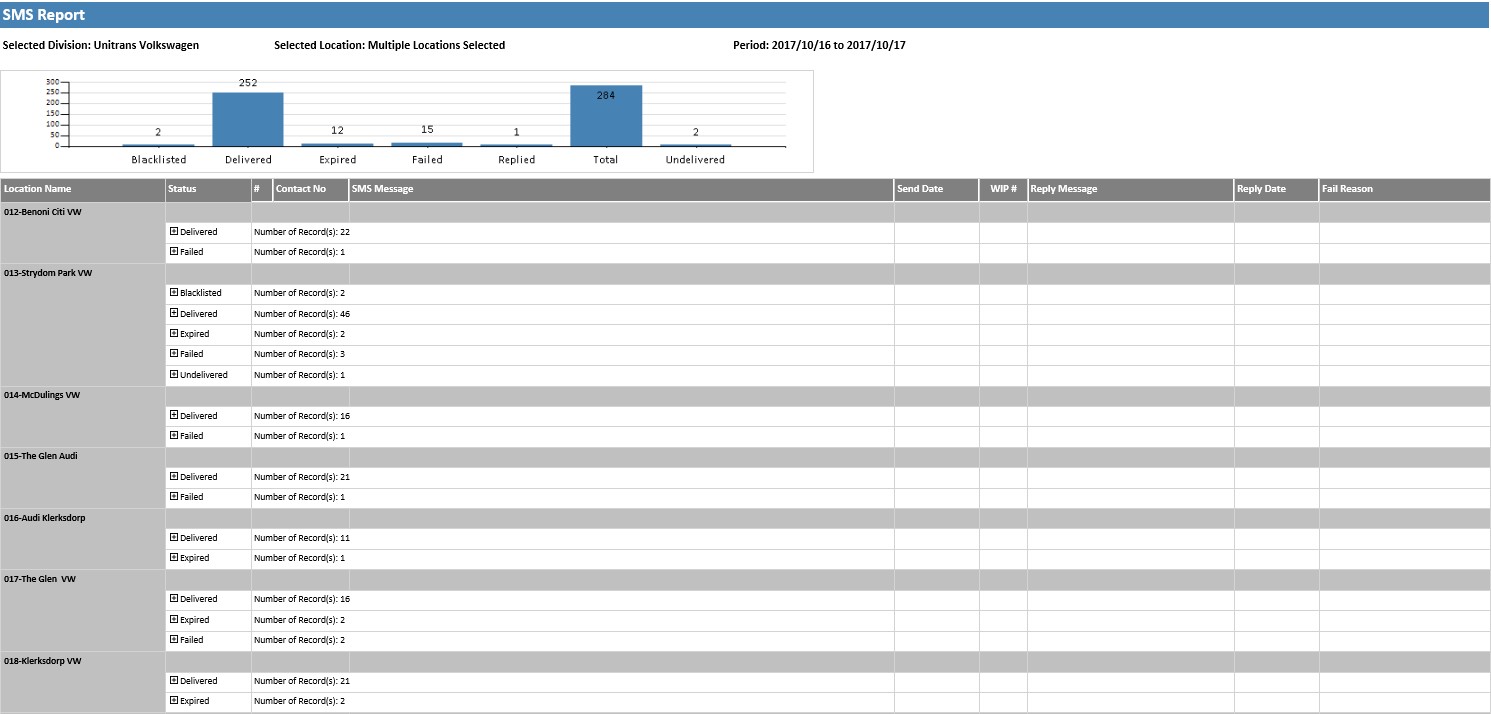 SMS Report
Selected Division: Unitrans Volkswagen Selected Location: Multiple Locations Selected Period: 2017/10/16 to 2017/10/17
300
250
200
150
100
50
0
2 252 12 15 1 284 2
Blacklisted Delivered Expired Failed Replied Total Undelivered
Location Name Status # Contact No SMS Message Send Date WIP # Reply Message Reply Date Fail Reason
012-Benoni Citi VW
Delivered Number of Record(s): 22
Failed Number of Record(s): 1
013-Strydom Park VW
Blacklisted Number of Record(s): 2
Delivered Number of Record(s): 46
Expired Number of Record(s): 2
Failed Number of Record(s): 3
Undelivered Number of Record(s): 1
014-McDulings VW
Delivered Number of Record(s): 16
Failed Number of Record(s): 1
015-The Glen Audi
Delivered Number of Record(s): 21
Failed Number of Record(s): 1
016-Audi Klerksdorp
Delivered Number of Record(s): 11
Expired Number of Record(s): 1
017-The Glen  VW
Delivered Number of Record(s): 16
Expired Number of Record(s): 2
Failed Number of Record(s): 2
018-Klerksdorp VW
Delivered Number of Record(s): 21
Expired Number of Record(s): 2